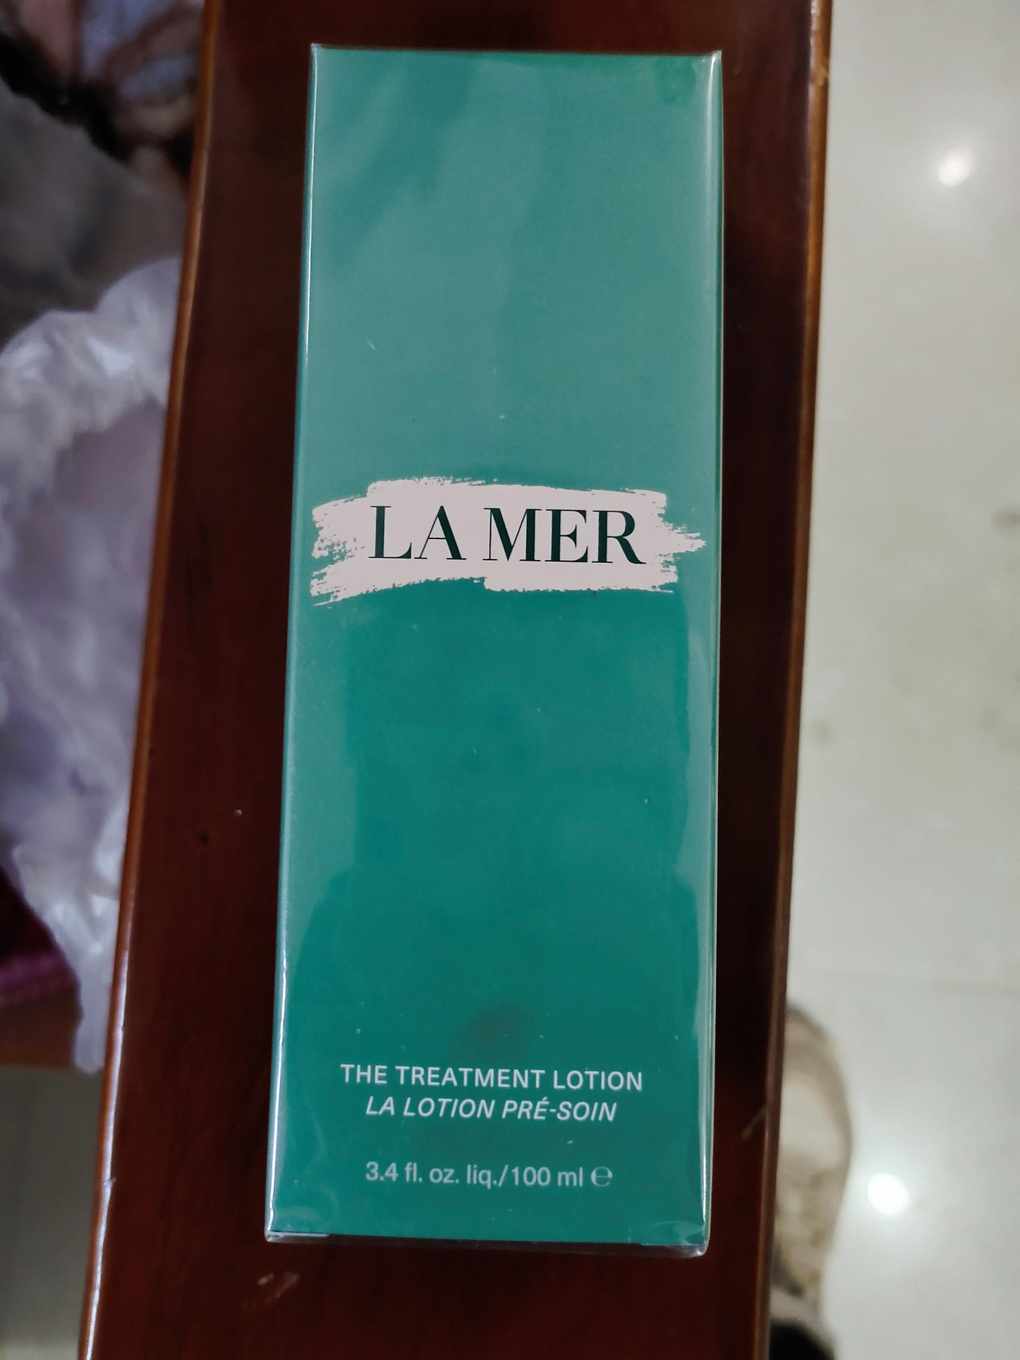 LA MER
THE TREATMENT LOTION
LA LOTION PRÉ-SOIN
3.4 fl. oz. liq./100 ml ℮